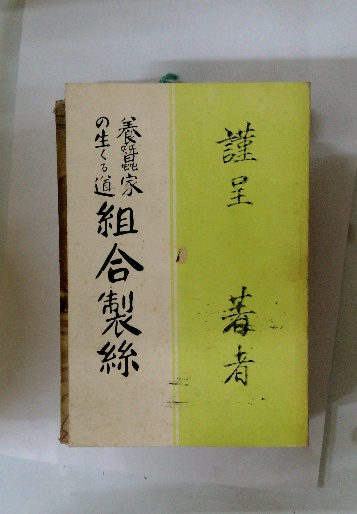 謹呈 著者
養蠶家
の生くる道
組合製絲